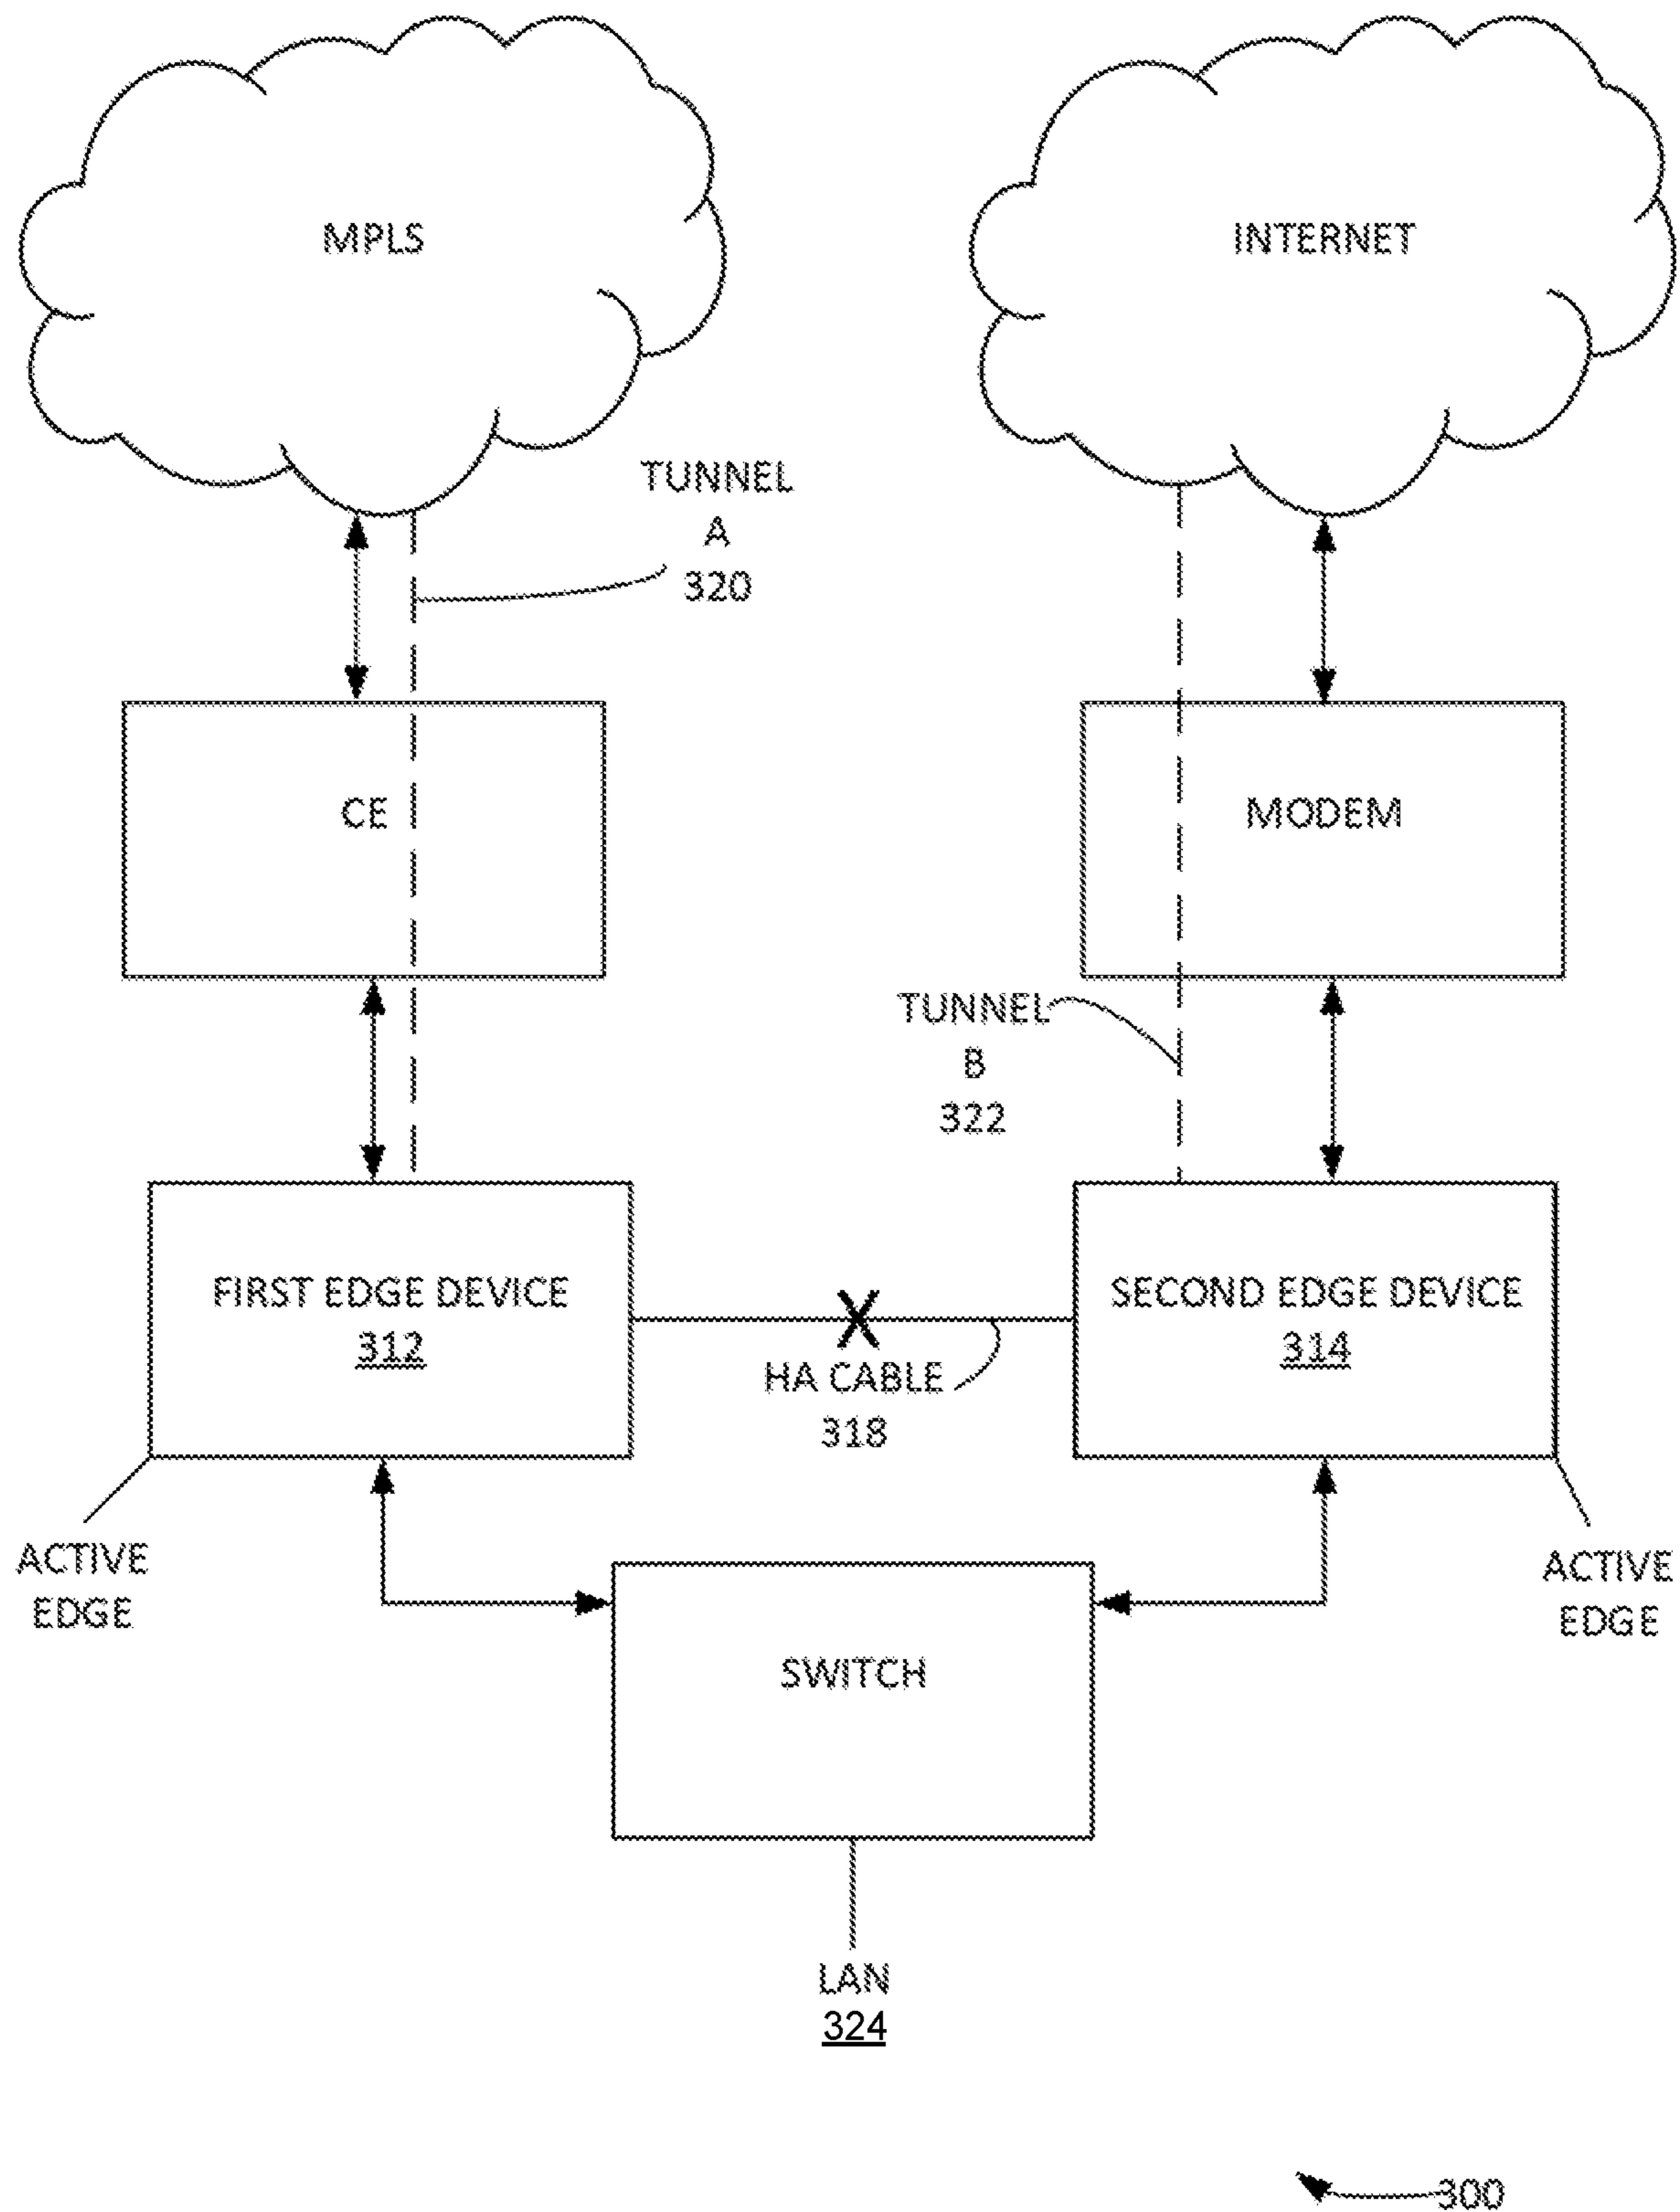 MPLS
INTERNET
TUNNEL
A
320
CE
MODEM
TUNNEL
B
322
FIRST EDGE DEVICE
312
SECOND EDGE DEVICE
314
HA CABLE
318
ACTIVE
EDGE
ACTIVE
EDGE
SWITCH
LAN
324
300